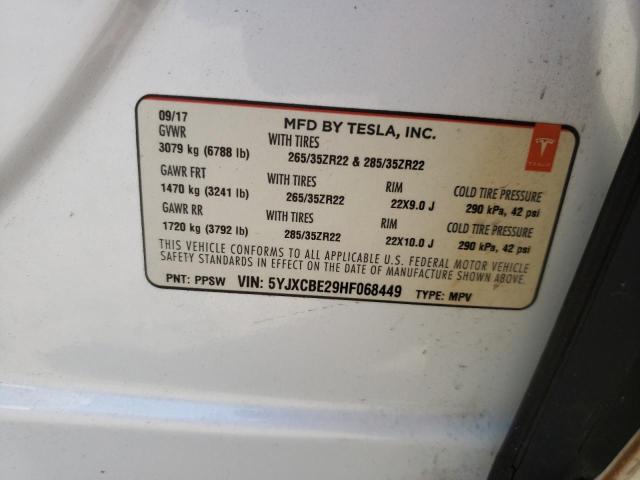 09/17
MFD BY TESLA, INC.
GVWR
3079 kg (6788 lb)
WITH TIRES
265/35ZR22 & 285/35ZR22
TESLA
GAWR FRT
1470 kg (3241 lb)
WITH TIRES
265/35ZR22
RIM
22X9.0 J
COLD TIRE PRESSURE
290 kPa, 42 psi
GAWR RR
1720 kg (3792 lb)
WITH TIRES
285/35ZR22
RIM
22X10.0 J
COLD TIRE PRESSURE
290 kPa, 42 psi
THIS VEHICLE CONFORMS TO ALL APPLICABLE U.S. FEDERAL MOTOR VEHICLE
SAFETY STANDARDS IN EFFECT ON THE DATE OF MANUFACTURE SHOWN ABOVE.
PNT: PPSW VIN: 5YJXCBE29HF068449 TYPE: MPV